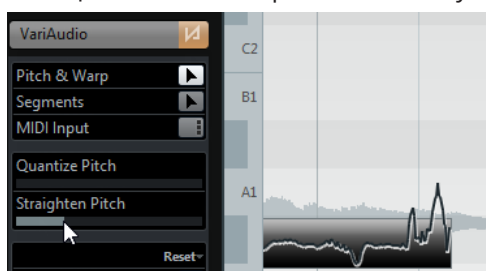 VariAudio
C2
Pitch & Warp
Segments
B1
MIDI Input
Quantize Pitch
Straighten Pitch
A1
Reset